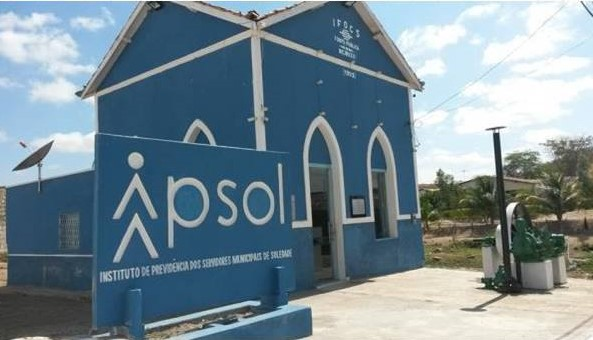 IFOCS
ipsol
INSTITUTO DE PREVIDÊNCIA DOS SERVIDORES MUNICIPAIS DE SOLEDADE